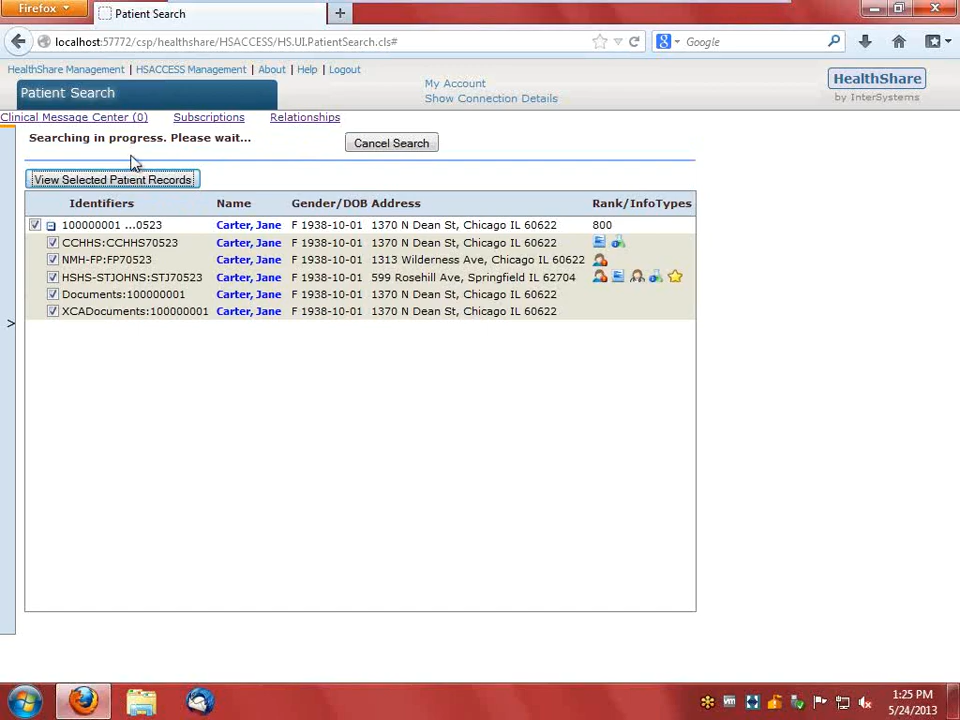 Firefox
Patient Search
localhost:57772/csp/healthshare/HSACCESS/HS.UI.PatientSearch.cls#
Google
HealthShare Management | HSACCESS Management | About | Help | Logout
Patient Search
My Account
Show Connection Details
HealthShare
by InterSystems
Clinical Message Center (0) Subscriptions Relationships
Searching in progress. Please wait...
Cancel Search
View Selected Patient Records
Identifiers Name Gender/DOB Address Rank/InfoTypes
100000001 ...0523 Carter, Jane F 1938-10-01 1370 N Dean St, Chicago IL 60622 800
CCHHS:CCHHS70523 Carter, Jane F 1938-10-01 1370 N Dean St, Chicago IL 60622
NMH-FP:FP70523 Carter, Jane F 1938-10-01 1313 Wilderness Ave, Chicago IL 60622
HSHS-STJOHNS:STJ70523 Carter, Jane F 1938-10-01 599 Rosehill Ave, Springfield IL 62704
Documents:100000001 Carter, Jane F 1938-10-01 1370 N Dean St, Chicago IL 60622
XCADocuments:100000001 Carter, Jane F 1938-10-01 1370 N Dean St, Chicago IL 60622
>
1:25 PM
5/24/2013